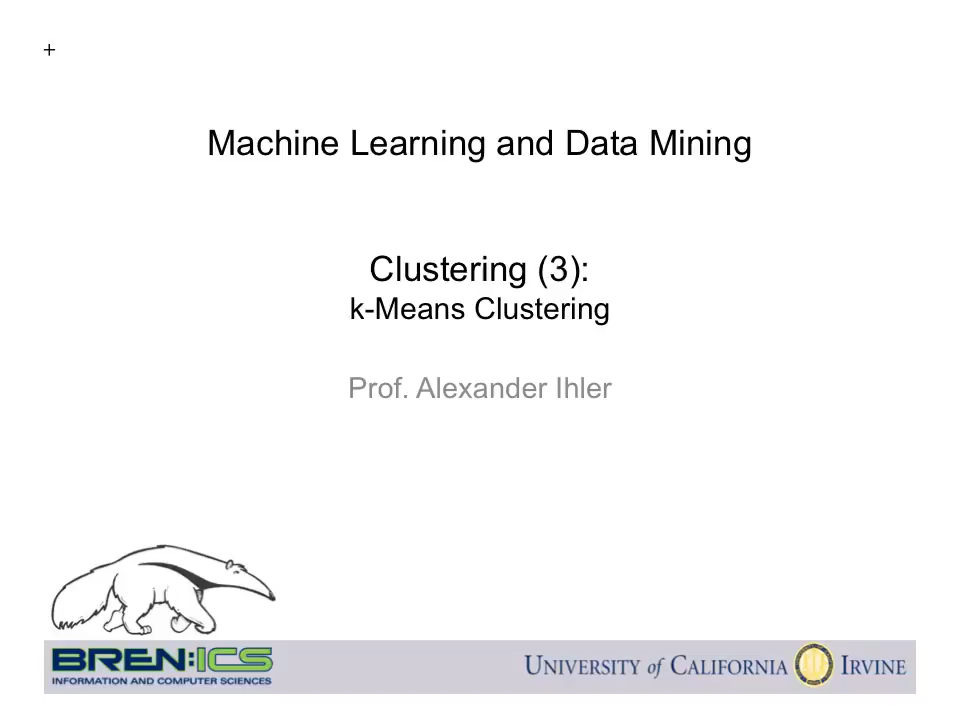 +
Machine Learning and Data Mining
Clustering (3):
k-Means Clustering
Prof. Alexander Ihler
BREN:ICS
INFORMATION AND COMPUTER SCIENCES
UNIVERSITY of CALIFORNIA IRVINE